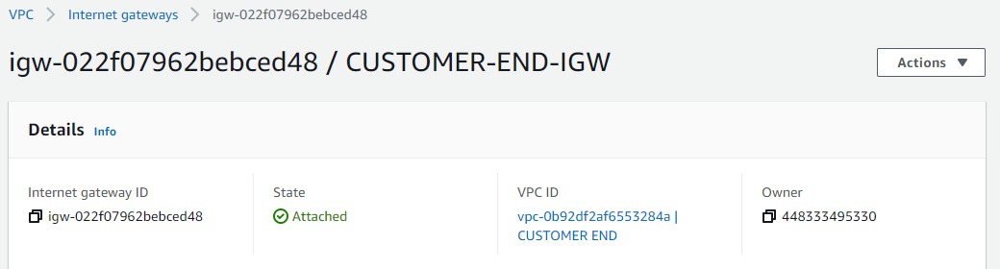 VPC > Internet gateways > igw-022f07962bebced48
igw-022f07962bebced48 / CUSTOMER-END-IGW
Actions ▼
Details Info
Internet gateway ID
igw-022f07962bebced48
State
Attached
VPC ID
vpc-0b92df2af6553284a |
CUSTOMER END
Owner
448333495330